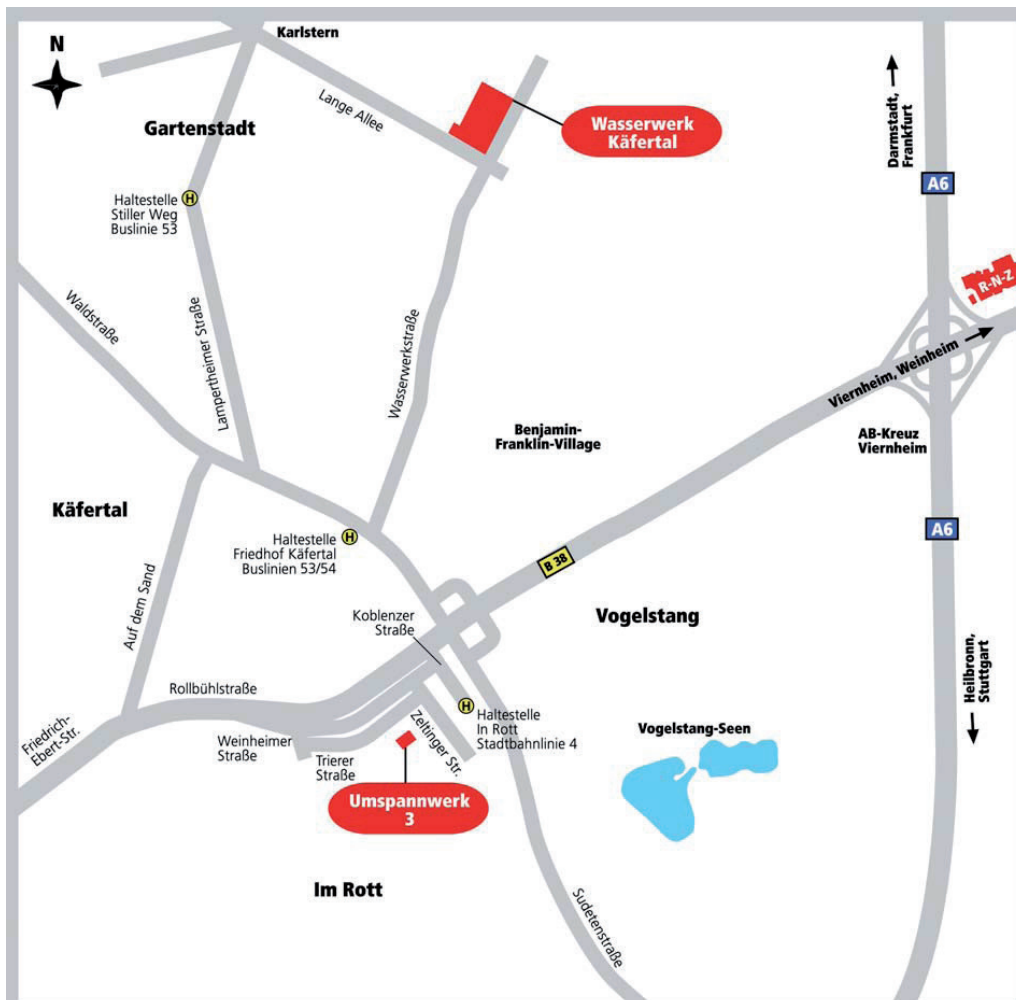 Karlstern
N
Lange Allee
Wasserwerk
Käfertal
Darmstadt,
Frankfurt
Gartenstadt
A6
Haltestelle
Stiller Weg
Buslinie 53
H
R-N-Z
Waldstraße
Lampertheimer Straße
Wasserwerkstraße
Viernheim, Weinheim
Benjamin-
Franklin-Village
AB-Kreuz
Viernheim
Käfertal
A6
Haltestelle
Friedhof Käfertal
Buslinien 53/54
H
B 38
Auf dem Sand
Koblenzer
Straße
Vogelstang
Heilbronn,
Stuttgart
Rollbühlstraße
H
Haltestelle
In Rott
Stadtbahnlinie 4
Friedrich-
Ebert-Str.
Weinheimer
Straße
Trierer
Straße
Zeltinger Str.
Vogelstang-Seen
Umspannwerk
3
Im Rott
Sudetenstraße